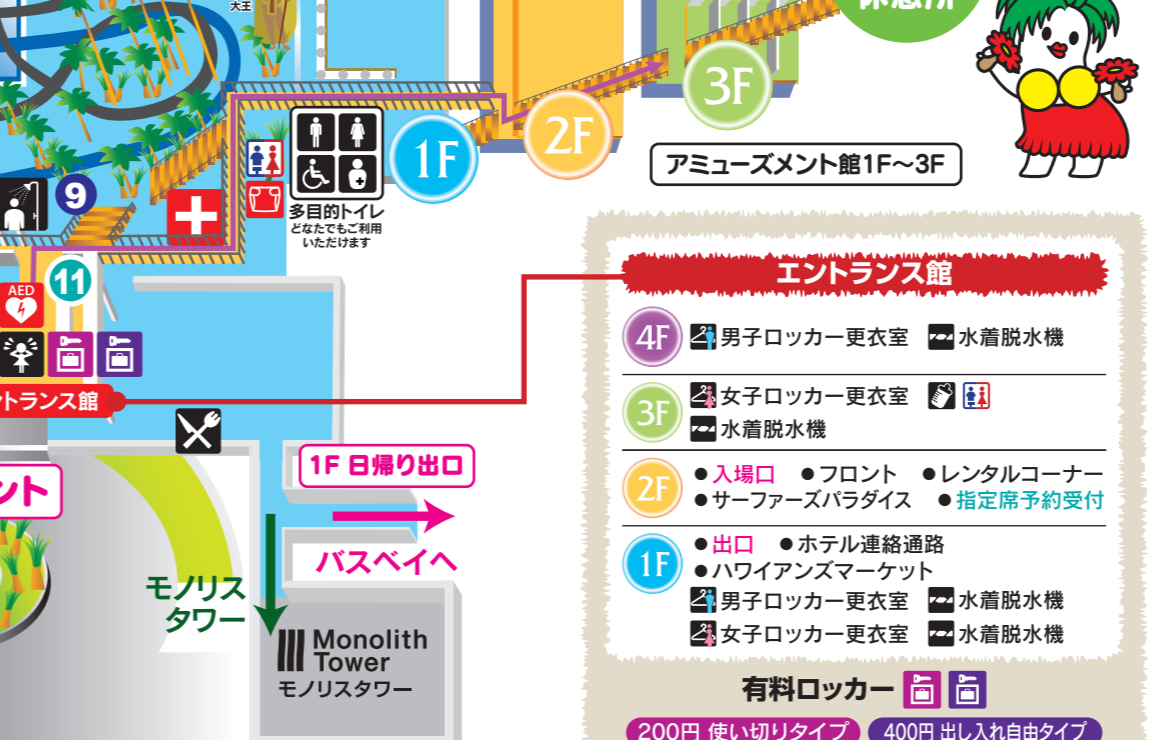 大王
休憩所
3F
2F
1F
アミューズメント館1F〜3F
9
多目的トイレ
どなたでもご利用
いただけます
11
AED
トランス館
エントランス館
4F
男子ロッカー更衣室 水着脱水機
3F
女子ロッカー更衣室
水着脱水機
2F
●入場口 ●フロント ●レンタルコーナー
●サーファーズパラダイス ●指定席予約受付
1F
●出口 ●ホテル連絡通路
●ハワイアンズマーケット
男子ロッカー更衣室 水着脱水機
女子ロッカー更衣室 水着脱水機
1F 日帰り出口
ント
バスベイへ
モノリス
タワー
Monolith
Tower
モノリスタワー
有料ロッカー
200円 使い切りタイプ 400円 出し入れ自由タイプ